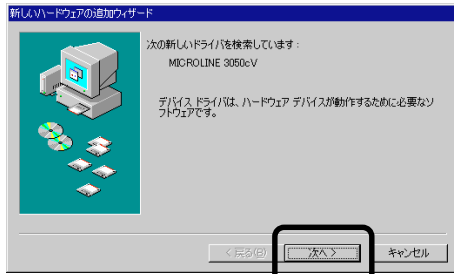 新しいハードウェアの追加ウィザード
次の新しいドライバを検索しています :
MICROLINE 3050cV
デバイス ドライバは、ハードウェア デバイスが動作するために必要なソ
フトウェアです。
< 戻る(B)
次へ >
キャンセル